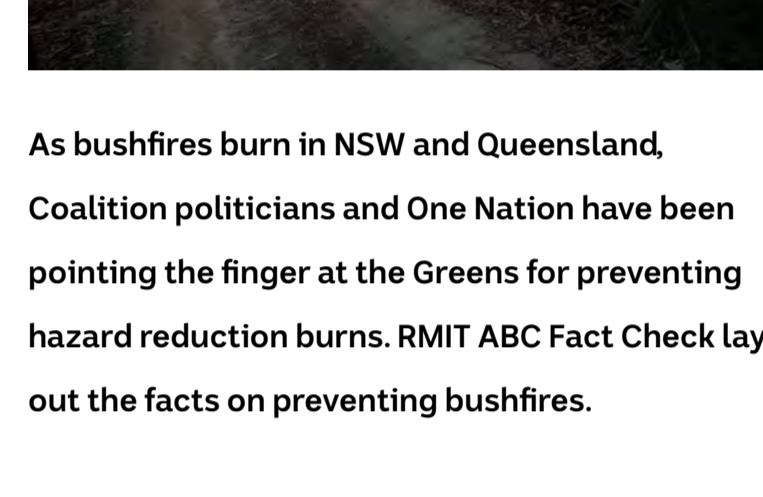 As bushfires burn in NSW and Queensland,
Coalition politicians and One Nation have been
pointing the finger at the Greens for preventing
hazard reduction burns. RMIT ABC Fact Check lay
out the facts on preventing bushfires.